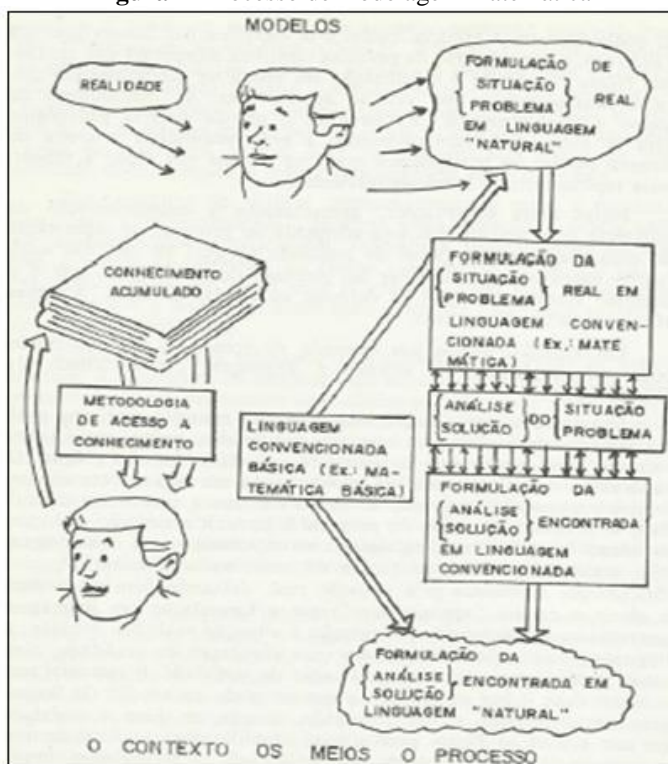 MODELOS
REALIDADE
FORMULAÇÃO DE
SITUAÇÃO
PROBLEMA
REAL
EM LINGUAGEM
"NATURAL"
CONHECIMENTO
ACUMULADO
METODOLOGIA
DE ACESSO A
CONHECIMENTO
LINGUAGEM
CONVENCIONADA
BÁSICA (Ex.: MA-
TEMÁTICA BÁSICA)
FORMULAÇÃO DA
SITUAÇÃO
PROBLEMA
REAL EM
LINGUAGEM CONVEN-
CIONADA (Ex.: MATE
MÁTICA)
ANÁLISE
SOLUÇÃO
DO
SITUAÇÃO
PROBLEMA
FORMULAÇÃO DA
ANÁLISE
SOLUÇÃO
ENCONTRADA
EM LINGUAGEM
CONVENCIONADA
FORMULAÇÃO DA
ANÁLISE
SOLUÇÃO
ENCONTRADA EM
LINGUAGEM "NATURAL"
O CONTEXTO OS MEIOS O PROCESSO